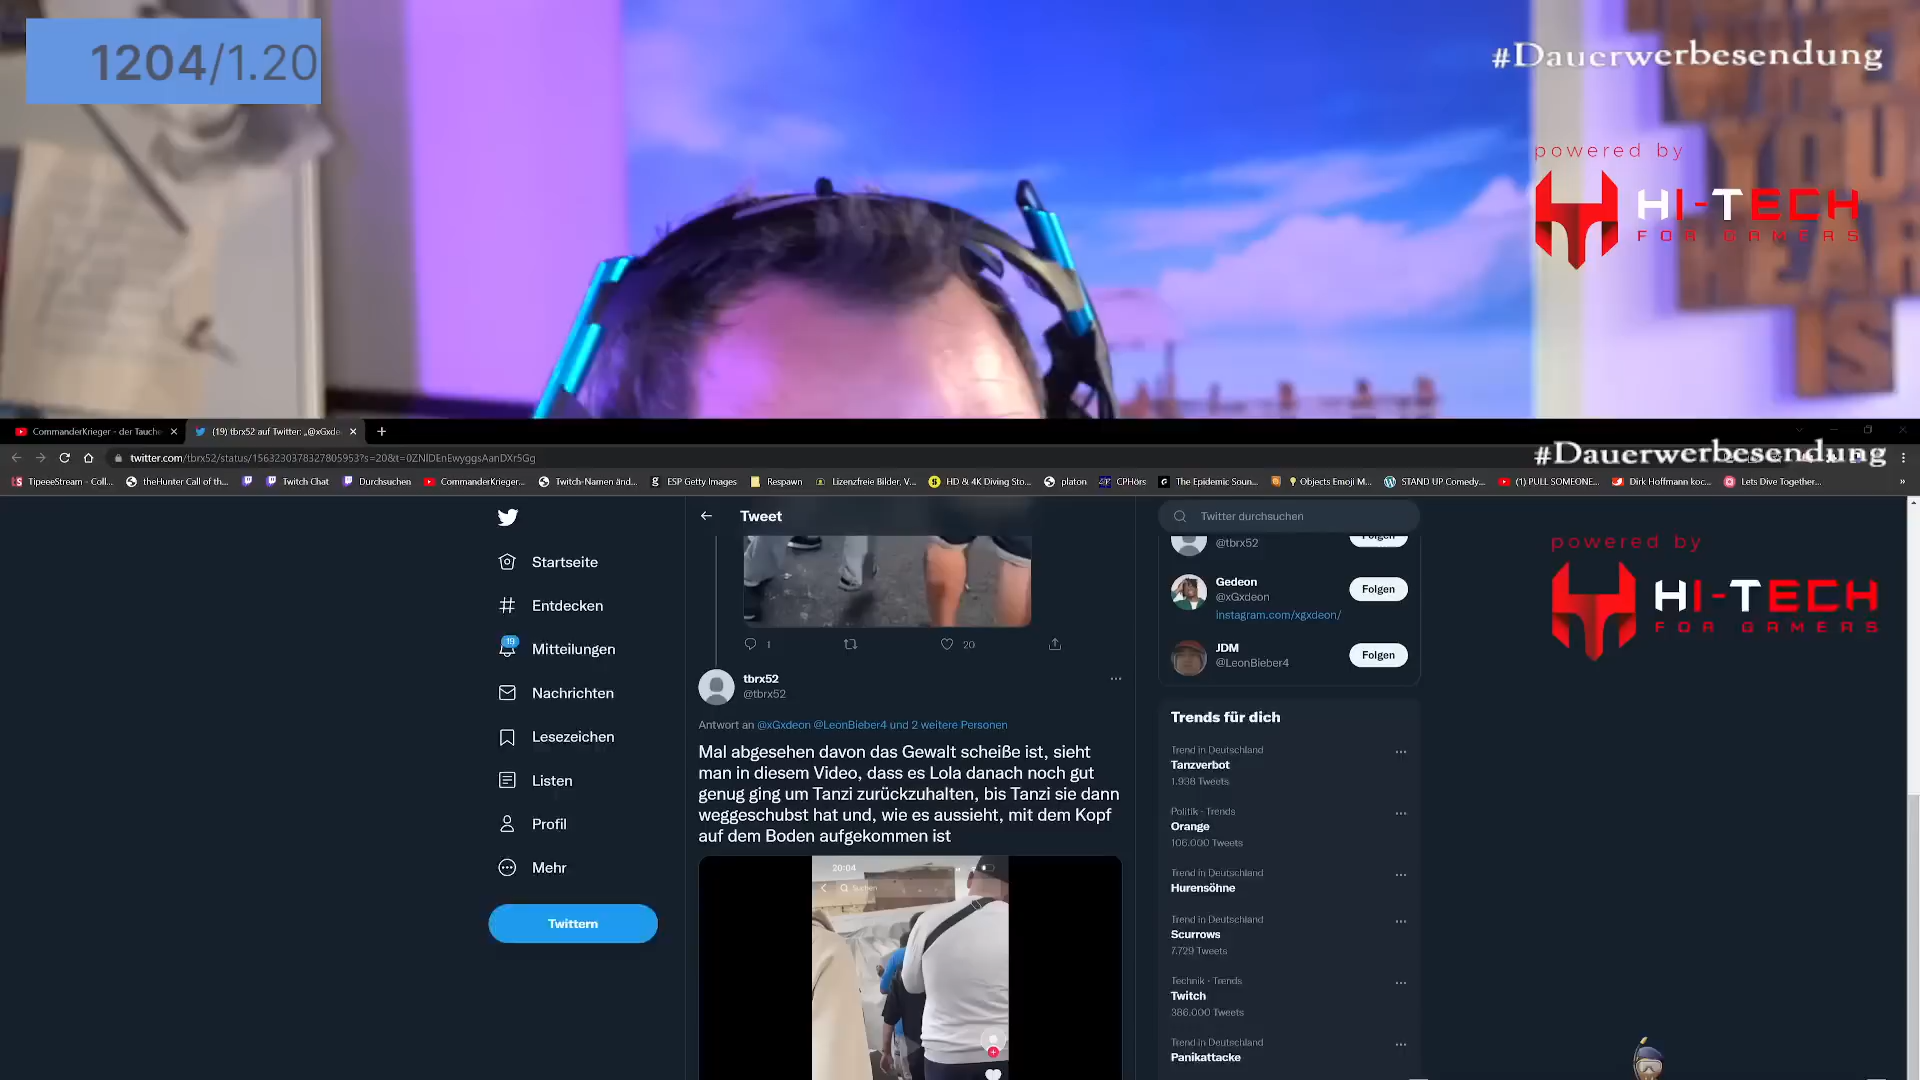 1204/1.20
#Dauerwerbesendung
powered by
HI-TECH
FOR GAMERS
CommanderKrieger - der Tauche
(19) tbrx52 auf Twitter: „@xGxde
twitter.com/tbrx52/status/1563230378327805953?s=20&t=0ZNlDEnEwyggsAanDXr5Gg
#Dauerwerbesendung
TipeeeStream - Coll...
theHunter Call of th...
Twitch Chat
Durchsuchen
CommanderKrieger...
Twitch-Namen änd...
ESP Getty Images
Respawn
Lizenzfreie Bilder, V...
HD & 4K Diving Sto...
platon
CPHörs
The Epidemic Soun...
Objects Emoji M...
STAND UP Comedy...
(1) PULL SOMEONE...
Dirk Hoffmann koc...
Lets Dive Together...
Startseite
Entdecken
19
Mitteilungen
Nachrichten
Lesezeichen
Listen
Profil
Mehr
Twittern
Tweet
1
20
tbrx52
@tbrx52
Antwort an @xGxdeon @LeonBieber4 und 2 weitere Personen
Mal abgesehen davon das Gewalt scheiße ist, sieht
man in diesem Video, dass es Lola danach noch gut
genug ging um Tanzi zurückzuhalten, bis Tanzi sie dann
weggeschubst hat und, wie es aussieht, mit dem Kopf
auf dem Boden aufgekommen ist
20:04
Suchen
Twitter durchsuchen
@tbrx52
Folgen
Gedeon
@xGxdeon
instagram.com/xgxdeon/
Folgen
JDM
@LeonBieber4
Folgen
Trends für dich
Trend in Deutschland
Tanzverbot
1.938 Tweets
Politik · Trends
Orange
106.000 Tweets
Trend in Deutschland
Hurensöhne
Trend in Deutschland
Scurrows
7.729 Tweets
Technik · Trends
Twitch
386.000 Tweets
Trend in Deutschland
Panikattacke
powered by
HI-TECH
FOR GAMERS